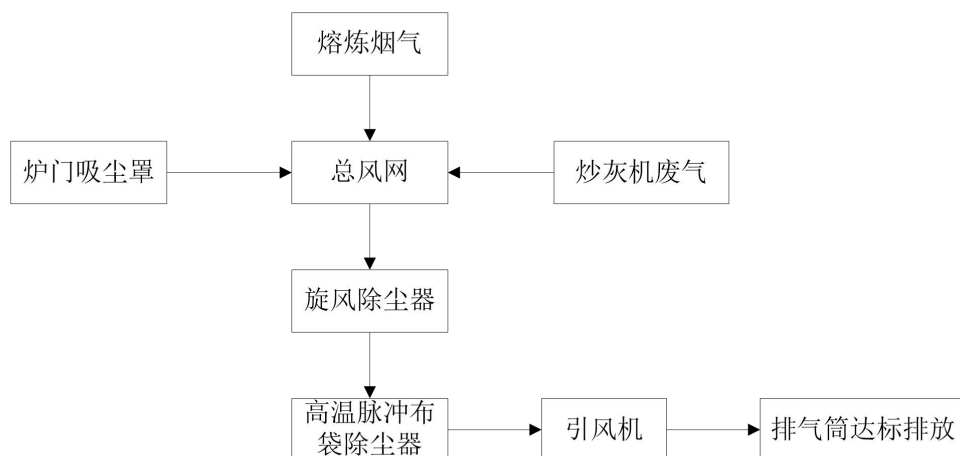 熔炼烟气
炉门吸尘罩
总风网
炒灰机废气
旋风除尘器
高温脉冲布
袋除尘器
引风机
排气筒达标排放